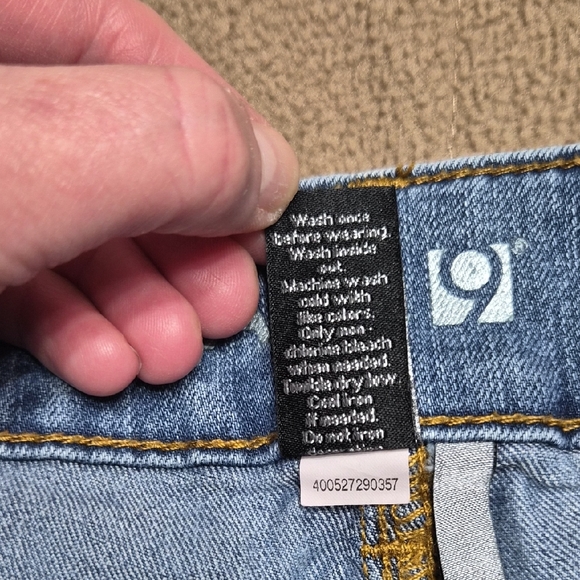 Wash once
before wearing.
Wash inside
out.
Machine wash
cold with
like colors.
Only non-
chlorine bleach
when needed.
Tumble dry low.
Cool iron
if needed.
Do not iron
9
400527290357